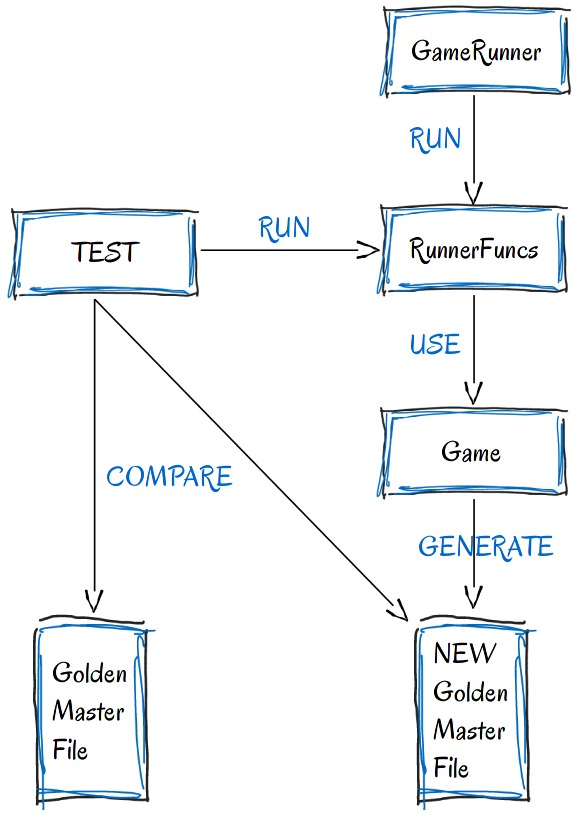 GameRunner
RUN
RUN
TEST
RunnerFuncs
USE
Game
COMPARE
GENERATE
Golden
Master
File
NEW
Golden
Master
File